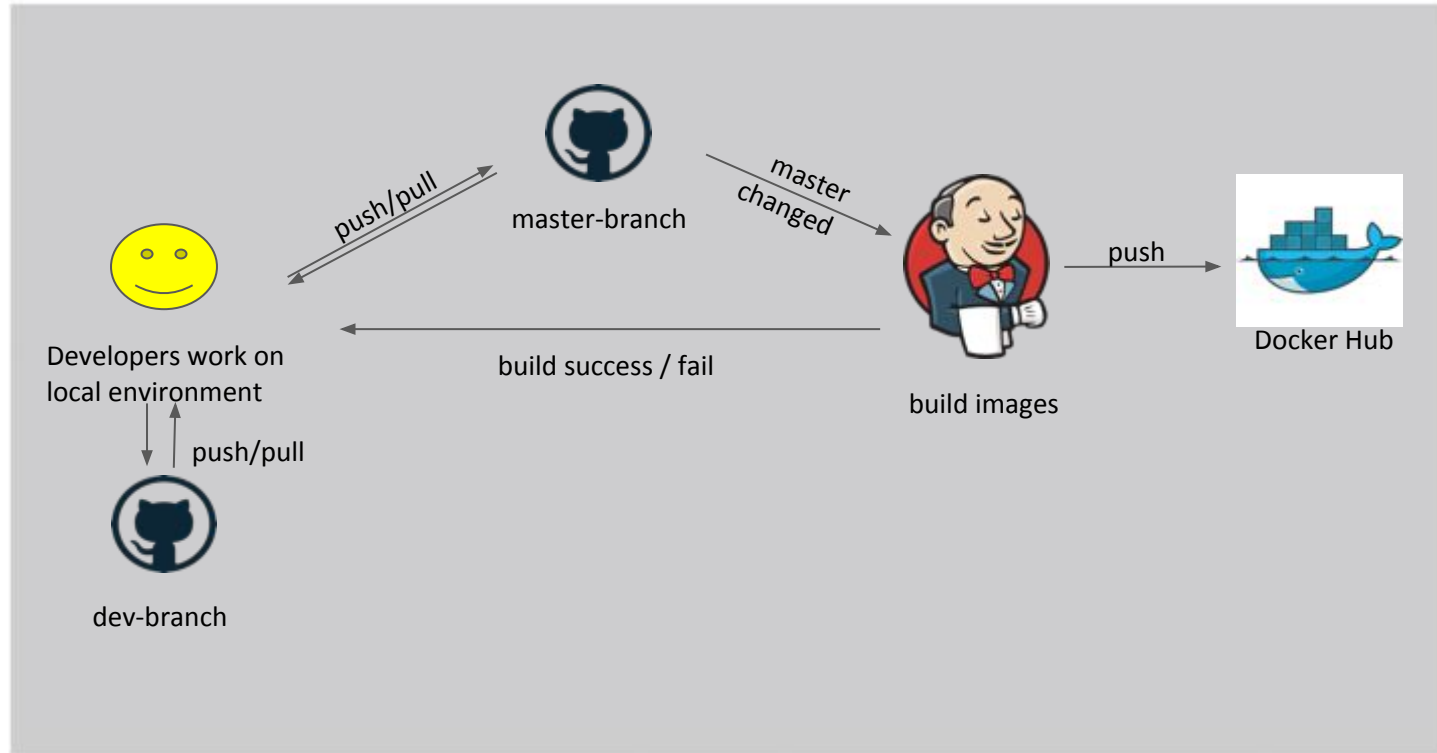 push/pull
master-branch
master
changed
push
Developers work on
local environment
build success / fail
Docker Hub
build images
push/pull
dev-branch